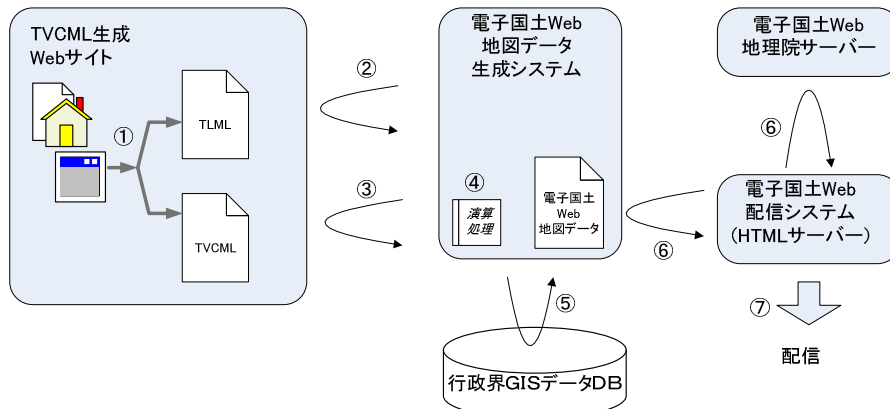 TVCML生成
Webサイト
①
TLML
TVCML
②
③
電子国土Web
地図データ
生成システム
④
演算
処理
電子国土
Web
地図データ
⑤
行政界GISデータDB
電子国土Web
地理院サーバー
⑥
⑥
電子国土Web
配信システム
(HTMLサーバー)
⑦
配信